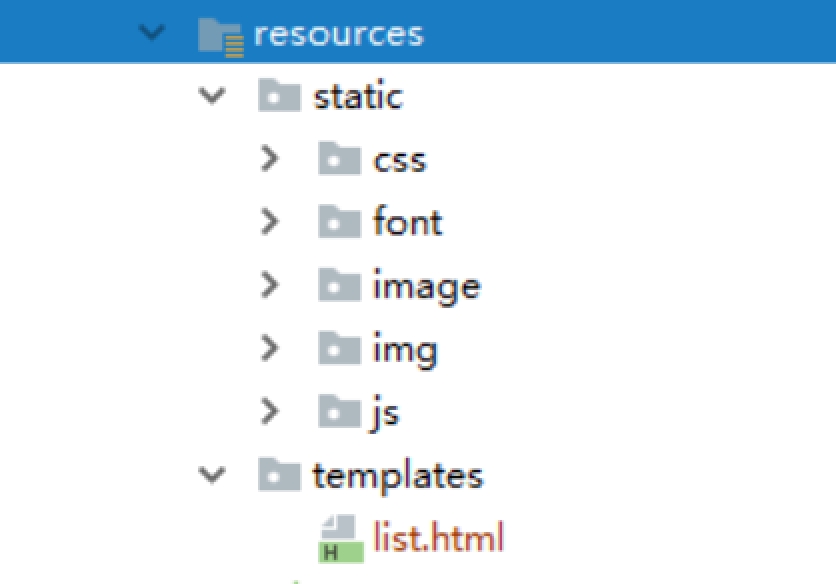 resources
static
css
font
image
img
js
templates
H list.html